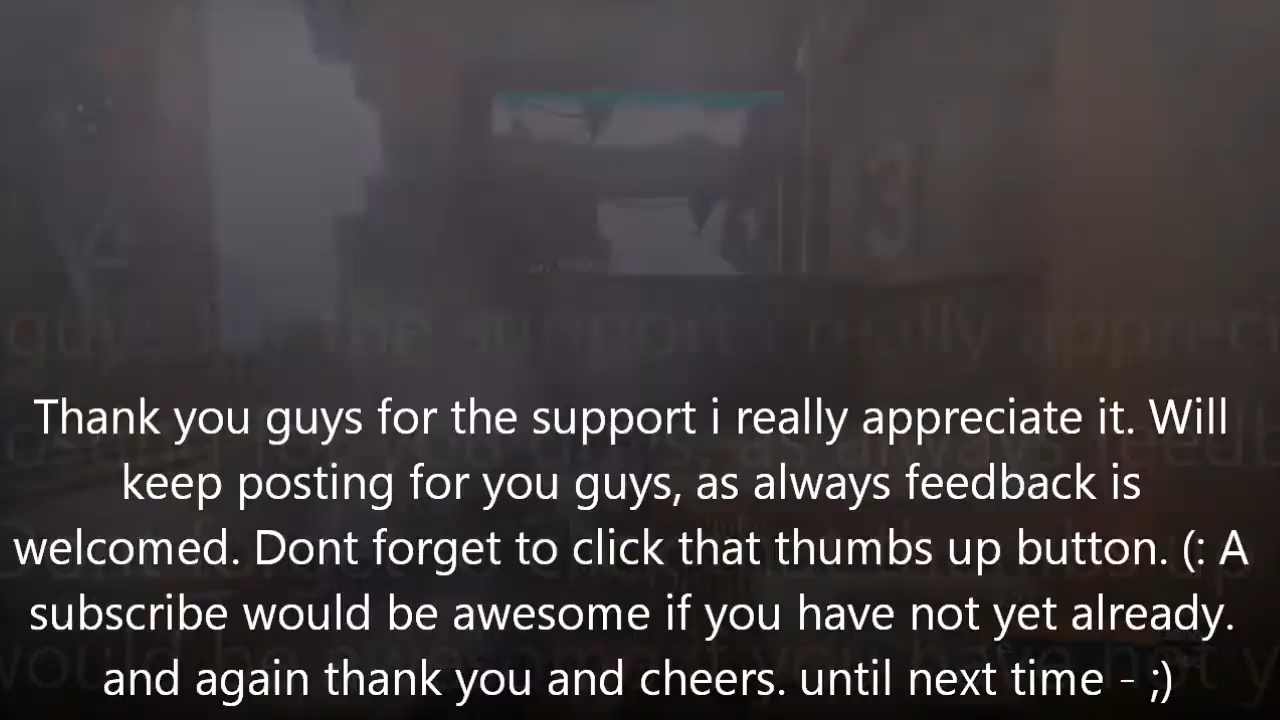 Thank you guys for the support i really appreciate it. Will
keep posting for you guys, as always feedback is
welcomed. Dont forget to click that thumbs up button. (: A
subscribe would be awesome if you have not yet already.
and again thank you and cheers. until next time - ;)